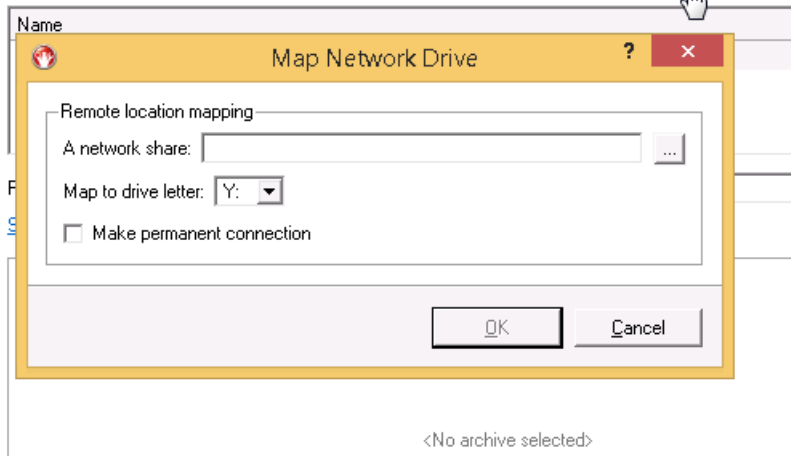 Name
Map Network Drive
?
Remote location mapping
A network share:
...
Map to drive letter: Y:
Make permanent connection
OK
Cancel
<No archive selected>